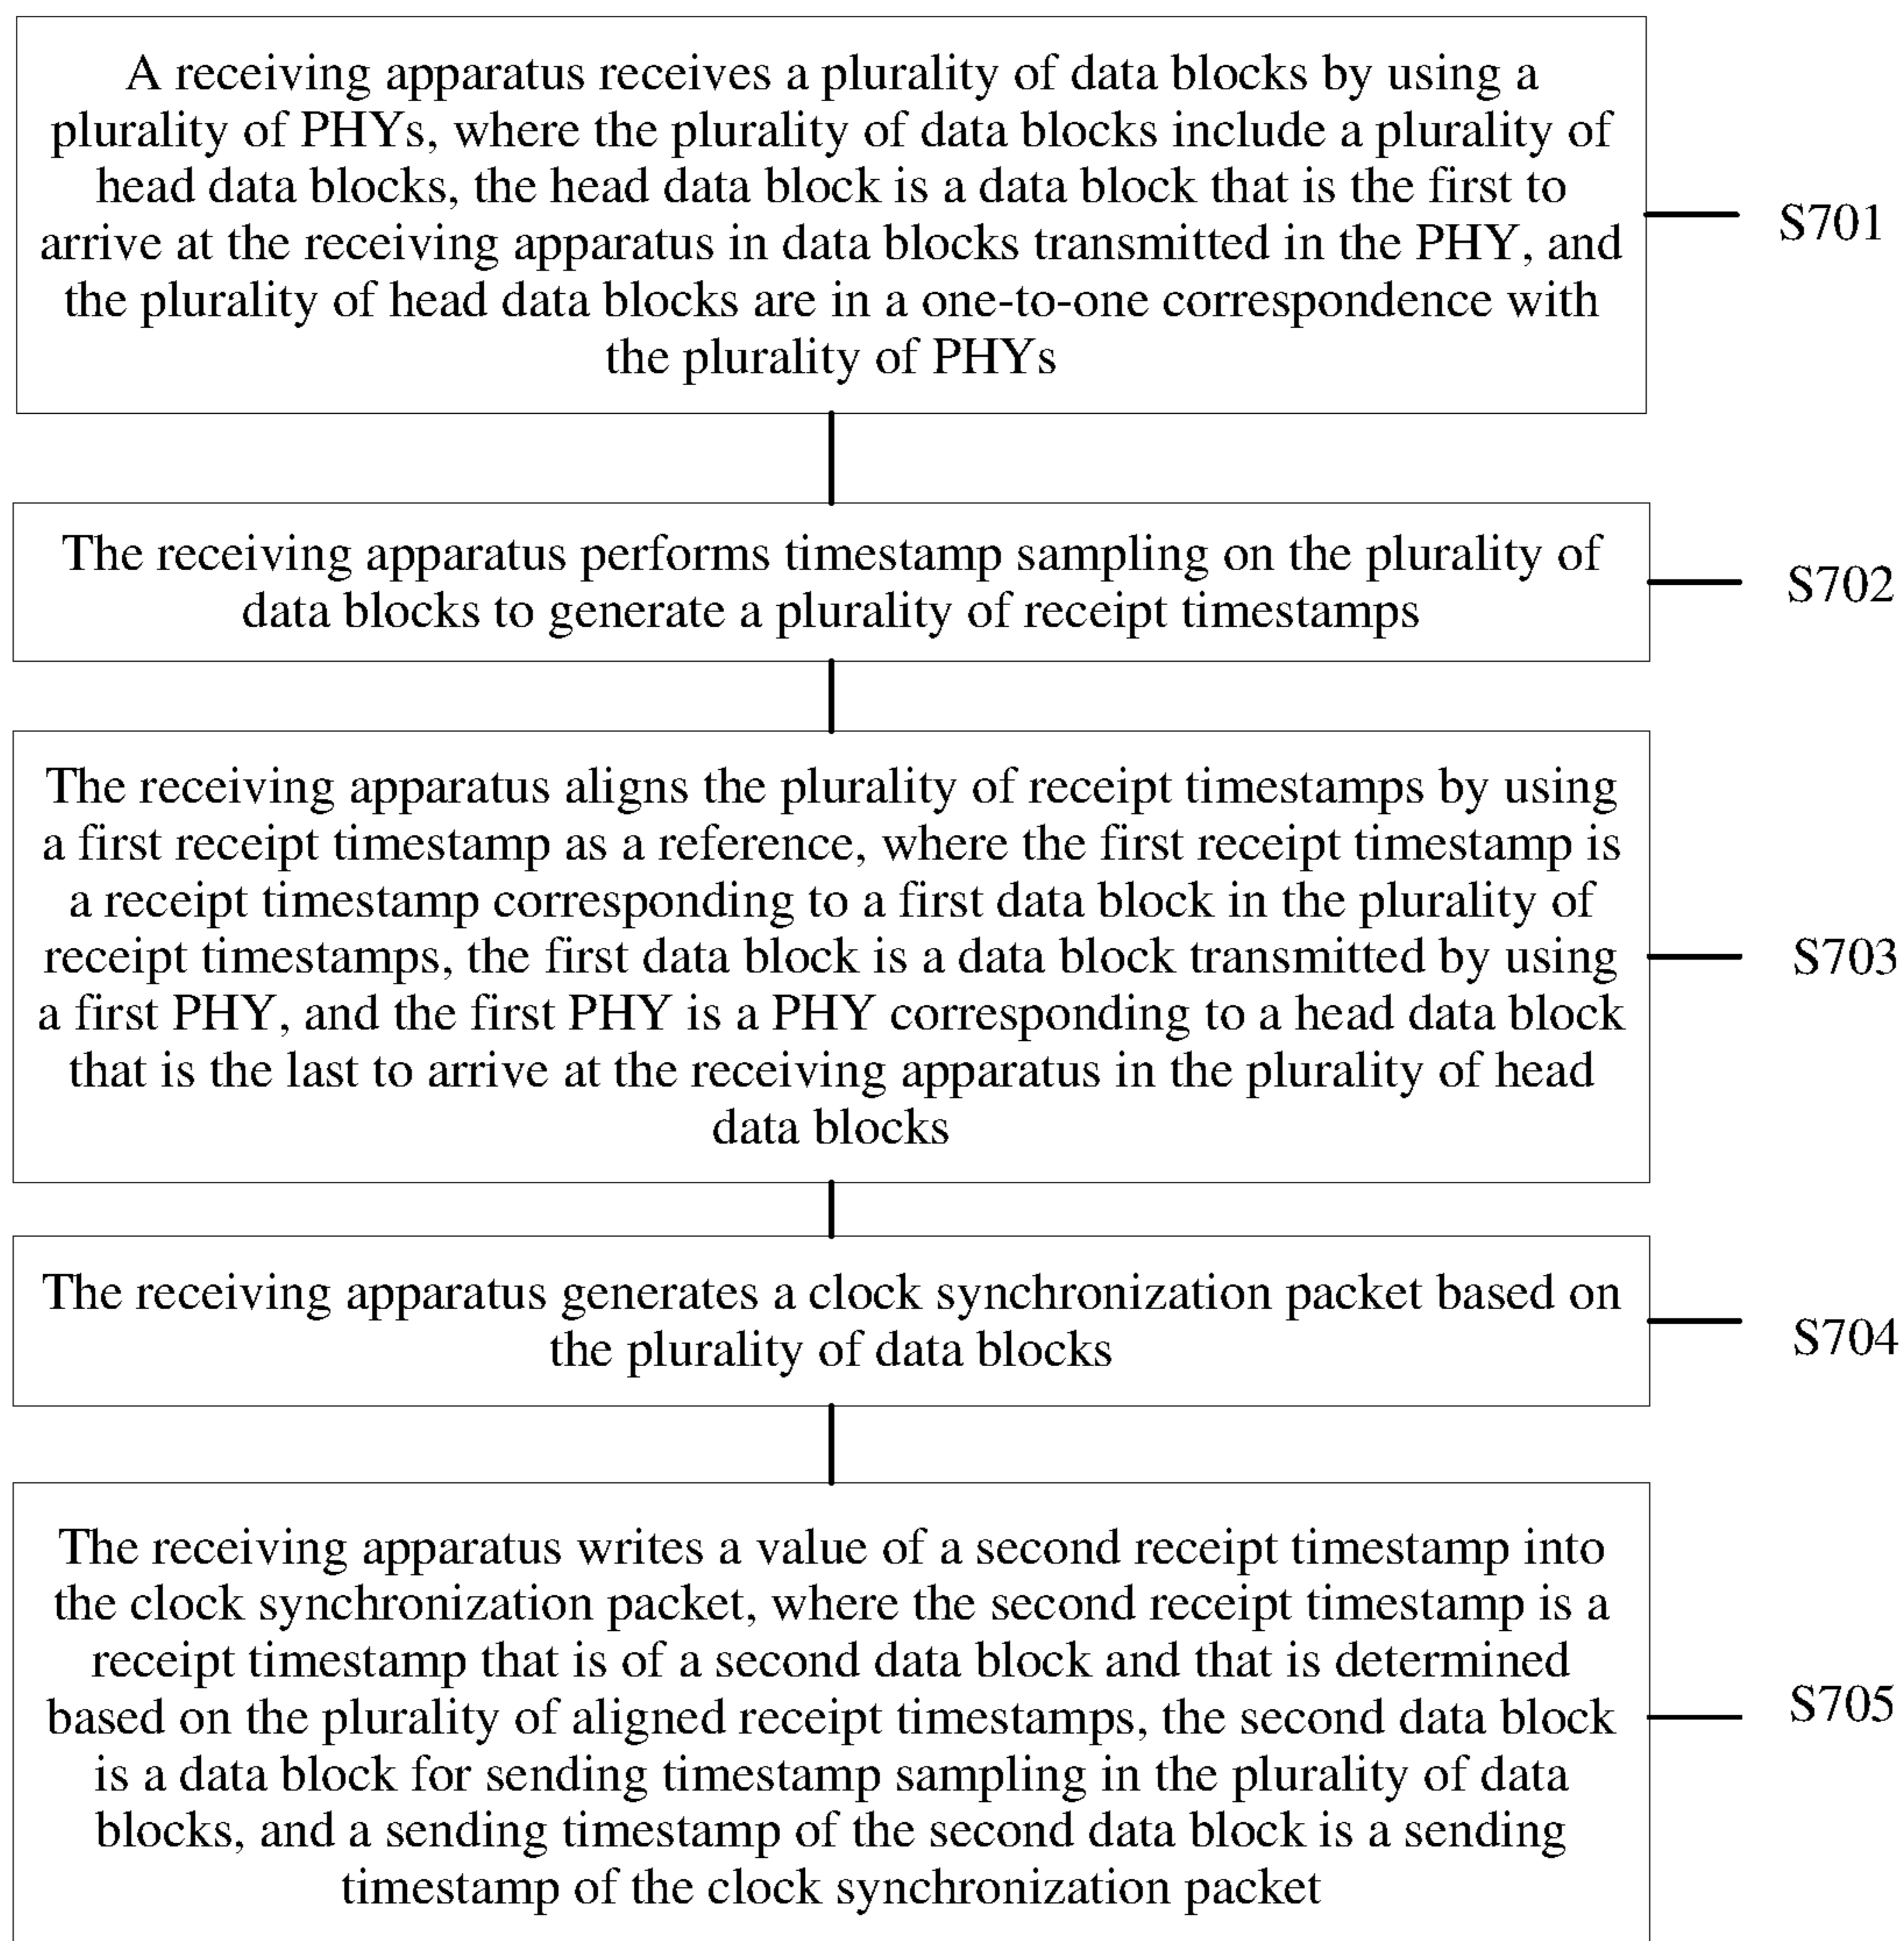 A receiving apparatus receives a plurality of data blocks by using a
plurality of PHYs, where the plurality of data blocks include a plurality of
head data blocks, the head data block is a data block that is the first to
arrive at the receiving apparatus in data blocks transmitted in the PHY, and
the plurality of head data blocks are in a one-to-one correspondence with
the plurality of PHYs
S701
The receiving apparatus performs timestamp sampling on the plurality of
data blocks to generate a plurality of receipt timestamps
S702
The receiving apparatus aligns the plurality of receipt timestamps by using
a first receipt timestamp as a reference, where the first receipt timestamp is
a receipt timestamp corresponding to a first data block in the plurality of
receipt timestamps, the first data block is a data block transmitted by using
a first PHY, and the first PHY is a PHY corresponding to a head data block
that is the last to arrive at the receiving apparatus in the plurality of head
data blocks
S703
The receiving apparatus generates a clock synchronization packet based on
the plurality of data blocks
S704
The receiving apparatus writes a value of a second receipt timestamp into
the clock synchronization packet, where the second receipt timestamp is a
receipt timestamp that is of a second data block and that is determined
based on the plurality of aligned receipt timestamps, the second data block
is a data block for sending timestamp sampling in the plurality of data
blocks, and a sending timestamp of the second data block is a sending
timestamp of the clock synchronization packet
S705